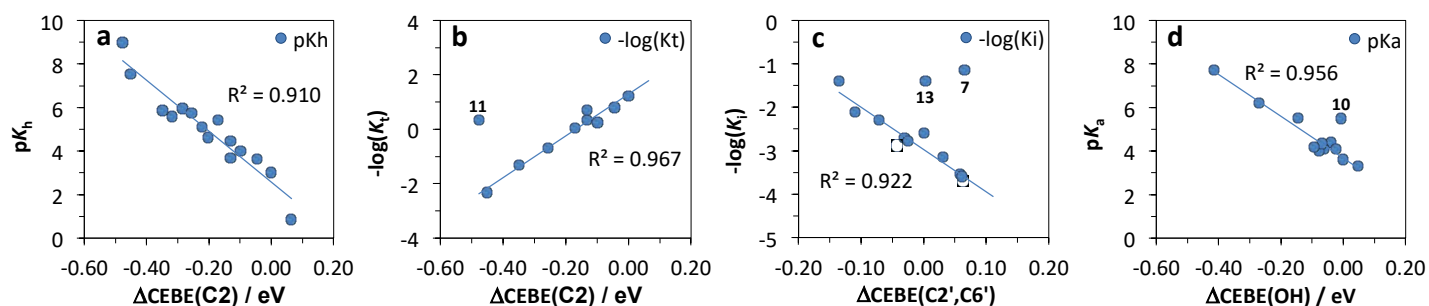 a
pKh
R² = 0.910
pKh
10
8
6
4
2
0
-0.60 -0.40 -0.20 0.00 0.20
ΔCEBE(C2) / eV
b
-log(Kt)
11
R² = 0.967
-log(Kt)
4
2
0
-2
-4
-0.60 -0.40 -0.20 0.00 0.20
ΔCEBE(C2) / eV
c
-log(Ki)
13
7
R² = 0.922
-log(Ki)
-0
-1
-2
-3
-4
-5
-0.20 -0.10 0.00 0.10 0.20
ΔCEBE(C2',C6') / eV
d
pKa
R² = 0.956
10
pKa
10
8
6
4
2
0
-0.60 -0.40 -0.20 0.00 0.20
ΔCEBE(OH) / eV